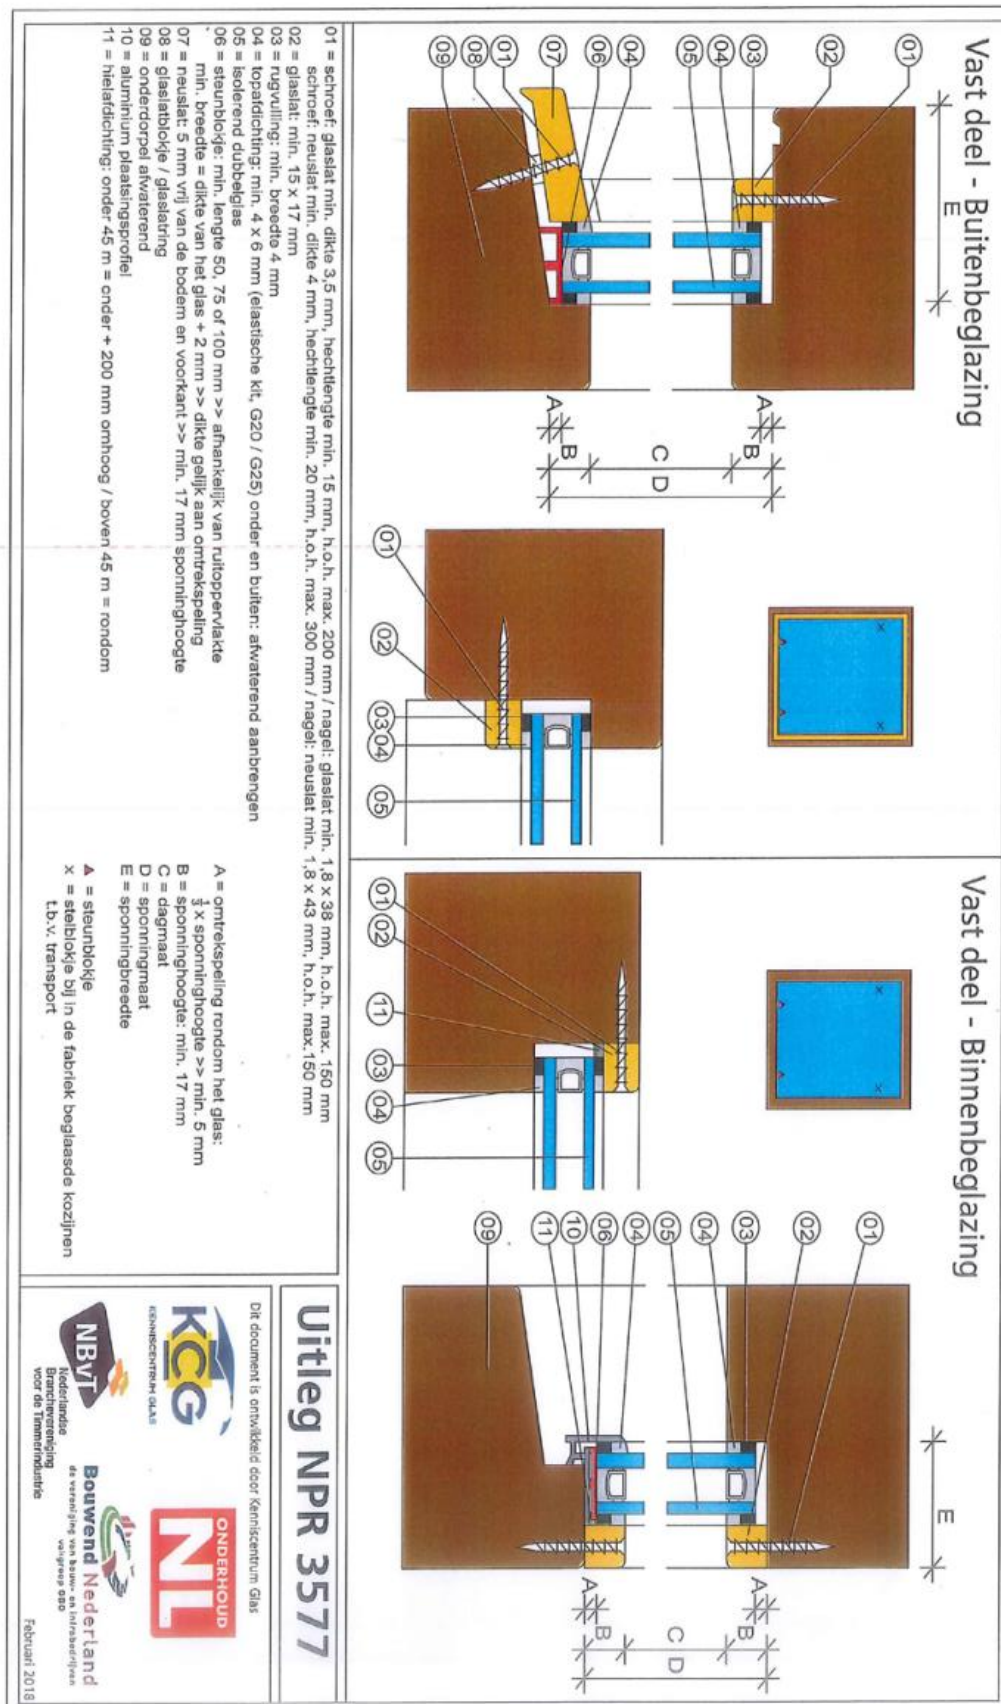 Vast deel - Buitenbeglazing
01
02
03
04
05
04
06
07
01
08
09
E
A
B
C
D
B
A
01
02
03
04
05
Vast deel - Binnenbeglazing
01
02
11
03
04
05
01
02
03
04
05
04
06
10
11
09
E
A
B
C
D
B
A
01 = schroef: glaslat min. dikte 3,5 mm, hechtlengte min. 15 mm, h.o.h. max. 200 mm / nagel: glaslat min. 1,8 x 38 mm, h.o.h. max. 150 mm
schroef: neuslat min. dikte 4 mm, hechtlengte min. 20 mm, h.o.h. max. 300 mm / nagel: neuslat min. 1,8 x 43 mm, h.o.h. max.150 mm
02 = glaslat: min. 15 x 17 mm
03 = rugvulling: min. breedte 4 mm
04 = topafdichting: min. 4 x 6 mm (elastische kit, G20 / G25) onder en buiten: afwaterend aanbrengen
05 = isolerend dubbelglas
06 = steunblokje: min. lengte 50, 75 of 100 mm >> afhankelijk van ruitoppervlakte
min. breedte = dikte van het glas + 2 mm >> dikte gelijk aan omtrekspeling
07 = neuslat: 5 mm vrij van de bodem en voorkant >> min. 17 mm sponninghoogte
08 = glaslatblokje / glaslatring
09 = onderdorpel afwaterend
10 = aluminium plaatsingsprofiel
11 = hielafdichting: onder 45 m = onder + 200 mm omhoog / boven 45 m = rondom
A = omtrekspeling rondom het glas:
⅓ x sponninghoogte >> min. 5 mm
B = sponninghoogte: min. 17 mm
C = dagmaat
D = sponningmaat
E = sponningbreedte
▲ = steunblokje
x = stelblokje bij in de fabriek beglaasde kozijnen
t.b.v. transport
Uitleg NPR 3577
Dit document is ontwikkeld door Kenniscentrum Glas
KCG
KENNISCENTRUM GLAS
ONDERHOUD
NL
NBvT
Nederlandse
Branchevereniging
voor de Timmerindustrie
Bouwend Nederland
de vereniging van bouw- en infrabedrijven
vakgroep GBO
Februari 2018